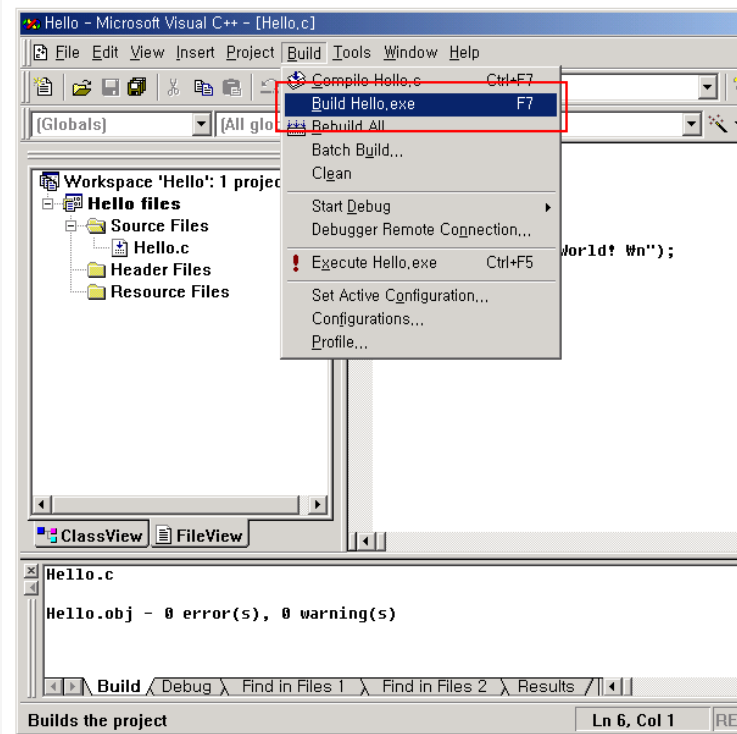 Hello - Microsoft Visual C++ - [Hello,c]
File Edit View Insert Project Build Tools Window Help
Compile Hello,c Ctrl+F7
Build Hello,exe F7
Rebuild All
Batch Build,,,
Clean
Start Debug
Debugger Remote Connection,,,
Execute Hello,exe Ctrl+F5
Set Active Configuration,,,
Configurations,,,
Profile,,,
(Globals) (All glo
Workspace 'Hello': 1 projec
Hello files
Source Files
Hello.c
Header Files
Resource Files
World! ₩n");
ClassView FileView
Hello.c
Hello.obj - 0 error(s), 0 warning(s)
Build Debug Find in Files 1 Find in Files 2 Results
Builds the project Ln 6, Col 1 RE